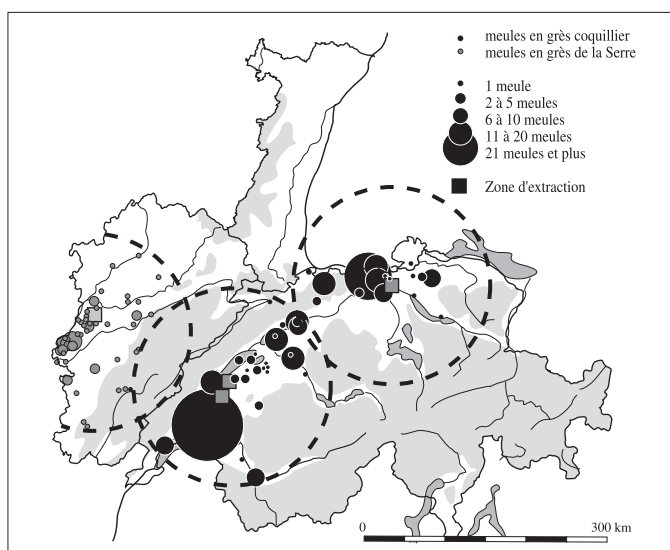 meules en grès coquillier
meules en grès de la Serre
1 meule
2 à 5 meules
6 à 10 meules
11 à 20 meules
21 meules et plus
Zone d'extraction
0
300 km